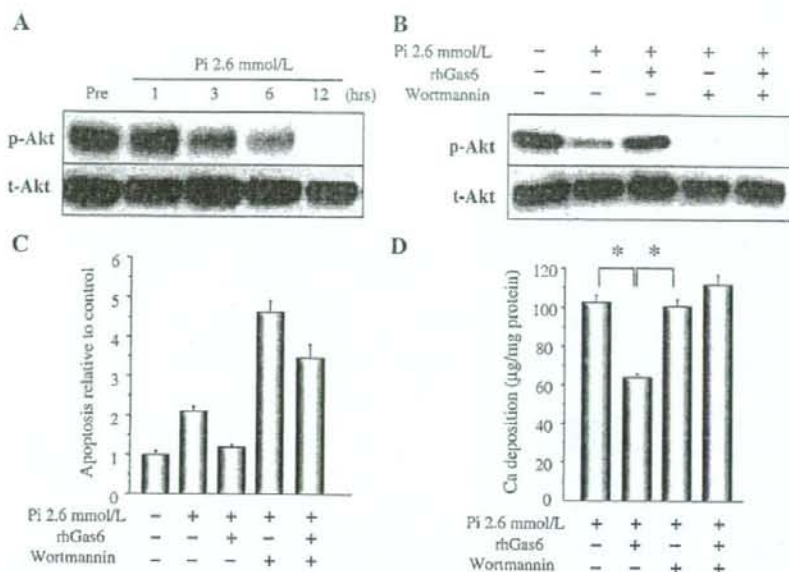 A
Pi 2.6 mmol/L
Pre 1 3 6 12 (hrs)
p-Akt
t-Akt
B
Pi 2.6 mmol/L − + + + +
rhGas6 − − + − +
Wortmannin − − − + +
p-Akt
t-Akt
C
Apoptosis relative to control
6
5
4
3
2
1
0
Pi 2.6 mmol/L − + + + +
rhGas6 − − + − +
Wortmannin − − − + +
D
* *
Ca deposition (µg/mg protein)
120
100
80
60
40
20
0
Pi 2.6 mmol/L + + + +
rhGas6 − + − +
Wortmannin − − + +